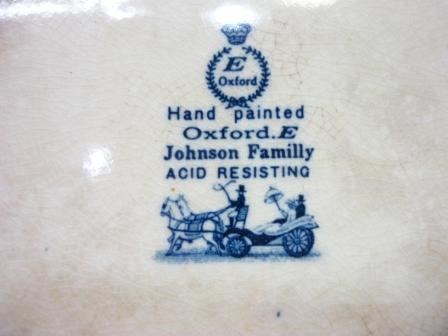 E
Oxford
Hand painted
Oxford.E
Johnson Familly
ACID RESISTING